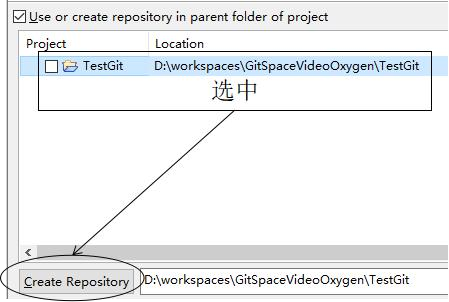 Use or create repository in parent folder of project
Project Location
TestGit D:\workspaces\GitSpaceVideoOxygen\TestGit
选中
Create Repository D:\workspaces\GitSpaceVideoOxygen\TestGit